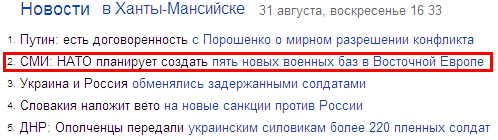 Новости в Ханты-Мансийске 31 августа, воскресенье 16 33
1. Путин: есть договоренность с Порошенко о мирном разрешении конфликта
2. СМИ: НАТО планирует создать пять новых военных баз в Восточной Европе
3. Украина и Россия обменялись задержанными солдатами
4. Словакия наложит вето на новые санкции против России
5. ДНР: Ополченцы передали украинским силовикам более 220 пленных солдат